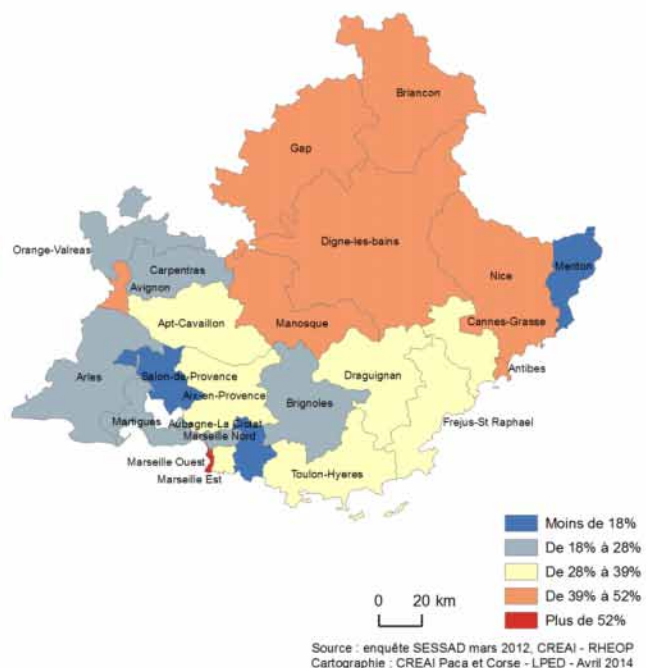 Briancon
Gap
Digne-les-bains
Orange-Valreas
Carpentras
Avignon
Nice
Menton
Manosque
Cannes-Grasse
Apt-Cavaillon
Antibes
Arles
Salon-de-Provence
Draguignan
Aix-en-Provence
Brignoles
Martigues
Aubagne-La Ciotat
Frejus-St Raphael
Marseille Nord
Marseille Ouest
Toulon-Hyeres
Marseille Est
Moins de 18%
De 18% à 28%
De 28% à 39%
De 39% à 52%
Plus de 52%
0 20 km
Source : enquête SESSAD mars 2012, CREAI - RHEOP
Cartographie : CREAI Paca et Corse - LPED - Avril 2014